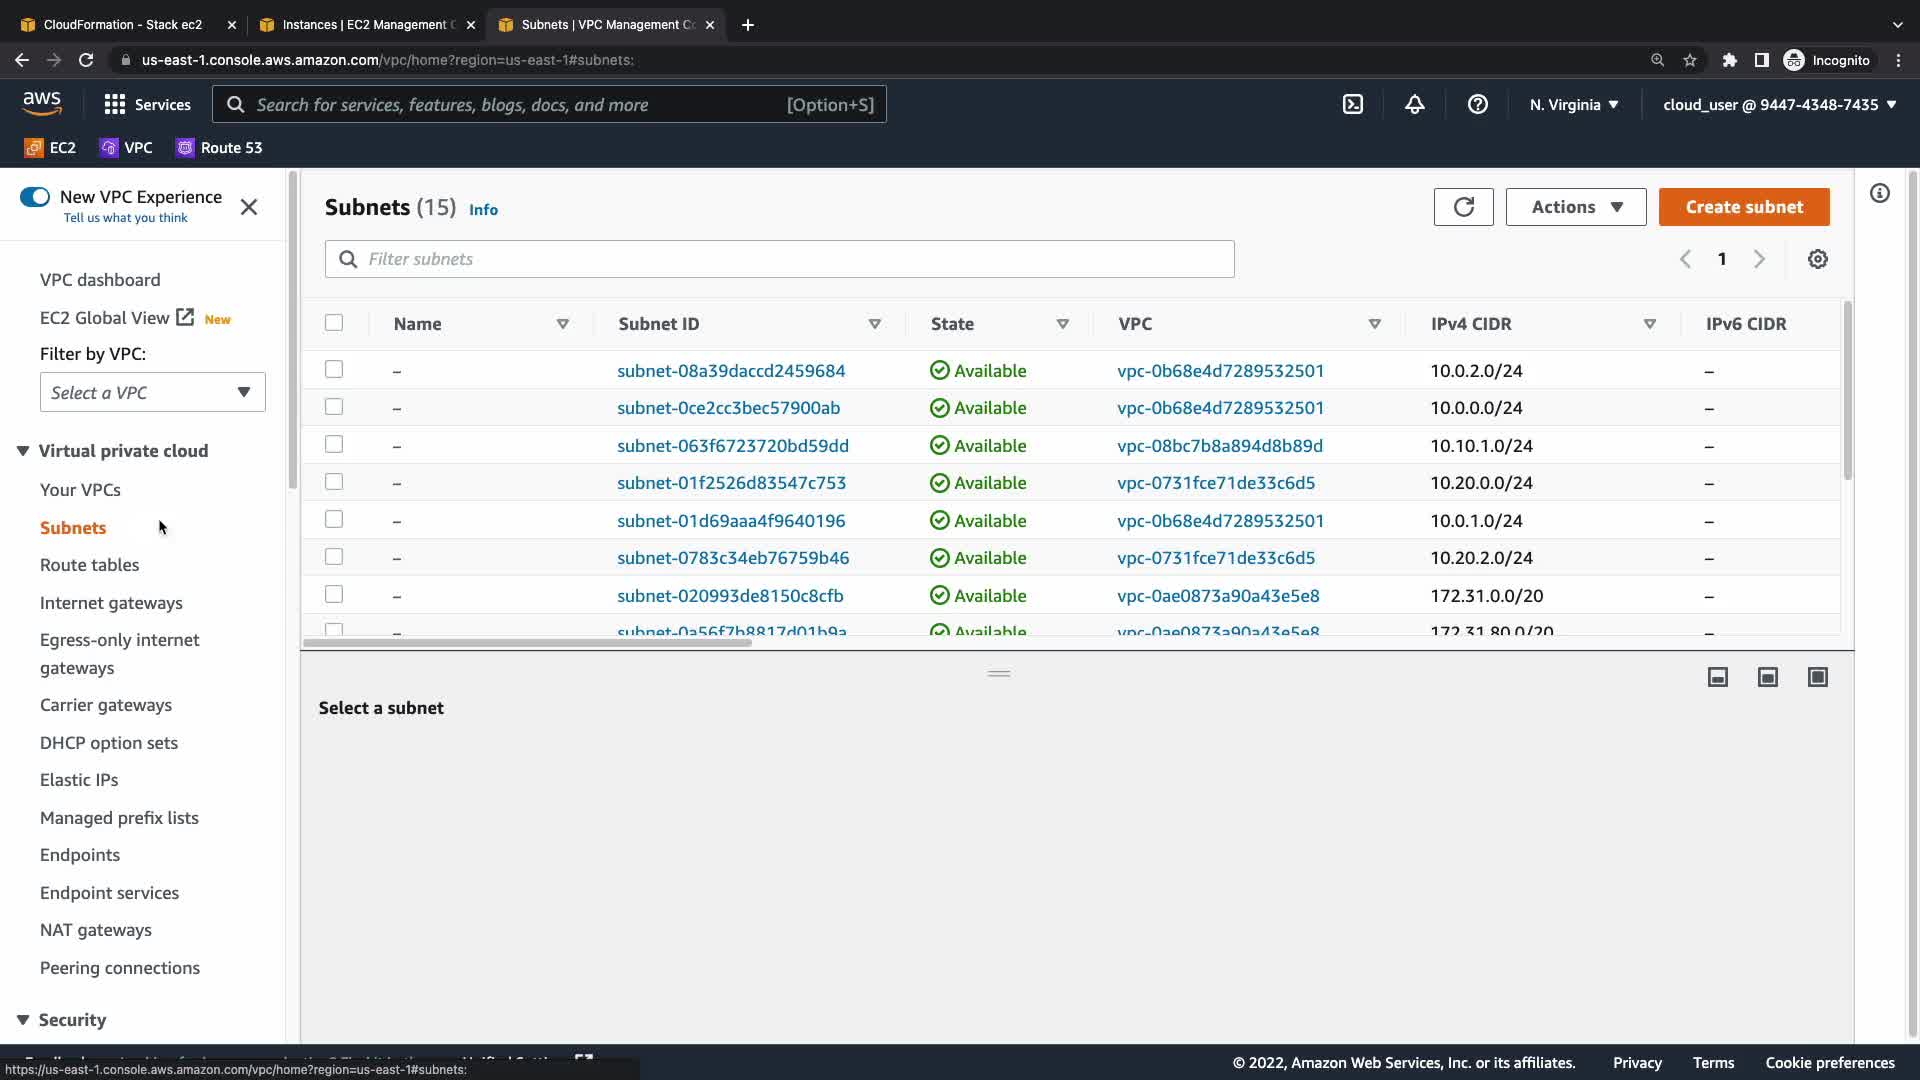 CloudFormation - Stack ec2
Instances | EC2 Management C
Subnets | VPC Management Co
us-east-1.console.aws.amazon.com/vpc/home?region=us-east-1#subnets:
Incognito
aws
Services
Search for services, features, blogs, docs, and more
[Option+S]
N. Virginia
cloud_user @ 9447-4348-7435
EC2
VPC
Route 53
New VPC Experience
Tell us what you think
VPC dashboard
EC2 Global View New
Filter by VPC:
Select a VPC
Virtual private cloud
Your VPCs
Subnets
Route tables
Internet gateways
Egress-only internet
gateways
Carrier gateways
DHCP option sets
Elastic IPs
Managed prefix lists
Endpoints
Endpoint services
NAT gateways
Peering connections
Security
Subnets (15) Info
Actions
Create subnet
Filter subnets
1
Name Subnet ID State VPC IPv4 CIDR IPv6 CIDR
– subnet-08a39daccd2459684 Available vpc-0b68e4d7289532501 10.0.2.0/24 –
– subnet-0ce2cc3bec57900ab Available vpc-0b68e4d7289532501 10.0.0.0/24 –
– subnet-063f6723720bd59dd Available vpc-08bc7b8a894d8b89d 10.10.1.0/24 –
– subnet-01f2526d83547c753 Available vpc-0731fce71de33c6d5 10.20.0.0/24 –
– subnet-01d69aaa4f9640196 Available vpc-0b68e4d7289532501 10.0.1.0/24 –
– subnet-0783c34eb76759b46 Available vpc-0731fce71de33c6d5 10.20.2.0/24 –
– subnet-020993de8150c8cfb Available vpc-0ae0873a90a43e5e8 172.31.0.0/20 –
– subnet-0a56f7b8817d01b9a Available vpc-0ae0873a90a43e5e8 172.31.80.0/20 –
Select a subnet
© 2022, Amazon Web Services, Inc. or its affiliates.
Privacy
Terms
Cookie preferences
https://us-east-1.console.aws.amazon.com/vpc/home?region=us-east-1#subnets: